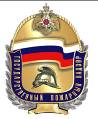 ГОСУДАРСТВЕННЫЙ ПОЖАРНЫЙ НАДЗОР